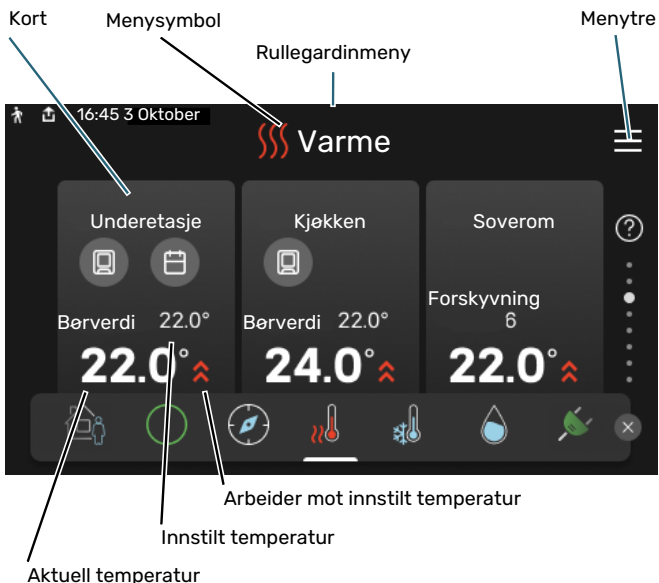 Kort
Menysymbol
Menytre
Rullegardinmeny
16:45 3 Oktober
Varme
Underetasje
Kjøkken
Soverom
?
Børverdi 22.0°
Børverdi 22.0°
Forskyvning
6
22.0°
24.0°
22.0°
Arbeider mot innstilt temperatur
Innstilt temperatur
Aktuell temperatur